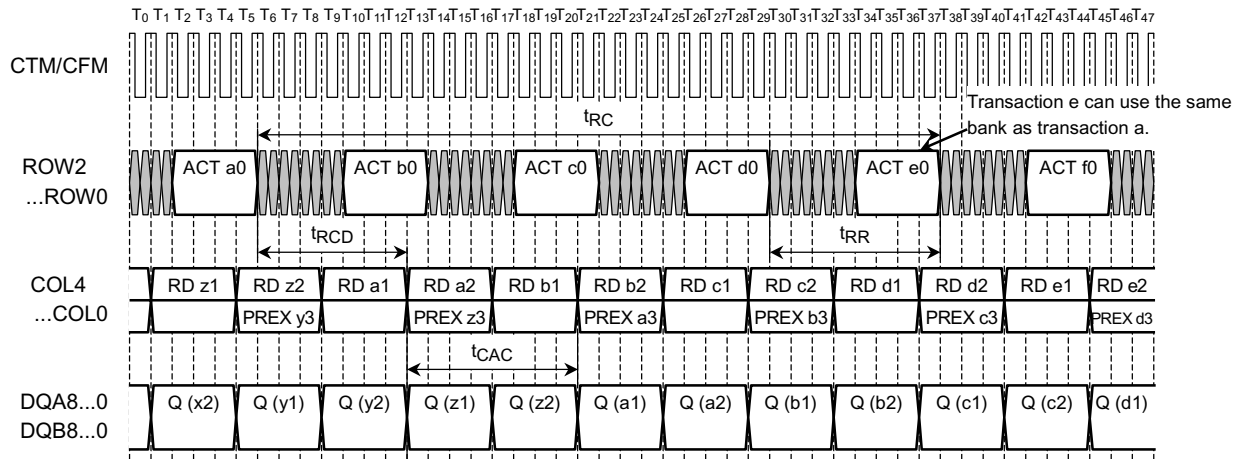 T0 T1 T2 T3 T4 T5 T6 T7 T8 T9 T10 T11 T12 T13 T14 T15 T16 T17 T18 T19 T20 T21 T22 T23 T24 T25 T26 T27 T28 T29 T30 T31 T32 T33 T34 T35 T36 T37 T38 T39 T40 T41 T42 T43 T44 T45 T46 T47
CTM/CFM
Transaction e can use the same
bank as transaction a.
tRC
ROW2
...ROW0
ACT a0 ACT b0 ACT c0 ACT d0 ACT e0 ACT f0
tRCD tRR
COL4
...COL0
RD z1 RD z2 RD a1 RD a2 RD b1 RD b2 RD c1 RD c2 RD d1 RD d2 RD e1 RD e2
PREX y3 PREX z3 PREX a3 PREX b3 PREX c3 PREX d3
tCAC
DQA8...0
DQB8...0
Q (x2) Q (y1) Q (y2) Q (z1) Q (z2) Q (a1) Q (a2) Q (b1) Q (b2) Q (c1) Q (c2) Q (d1)